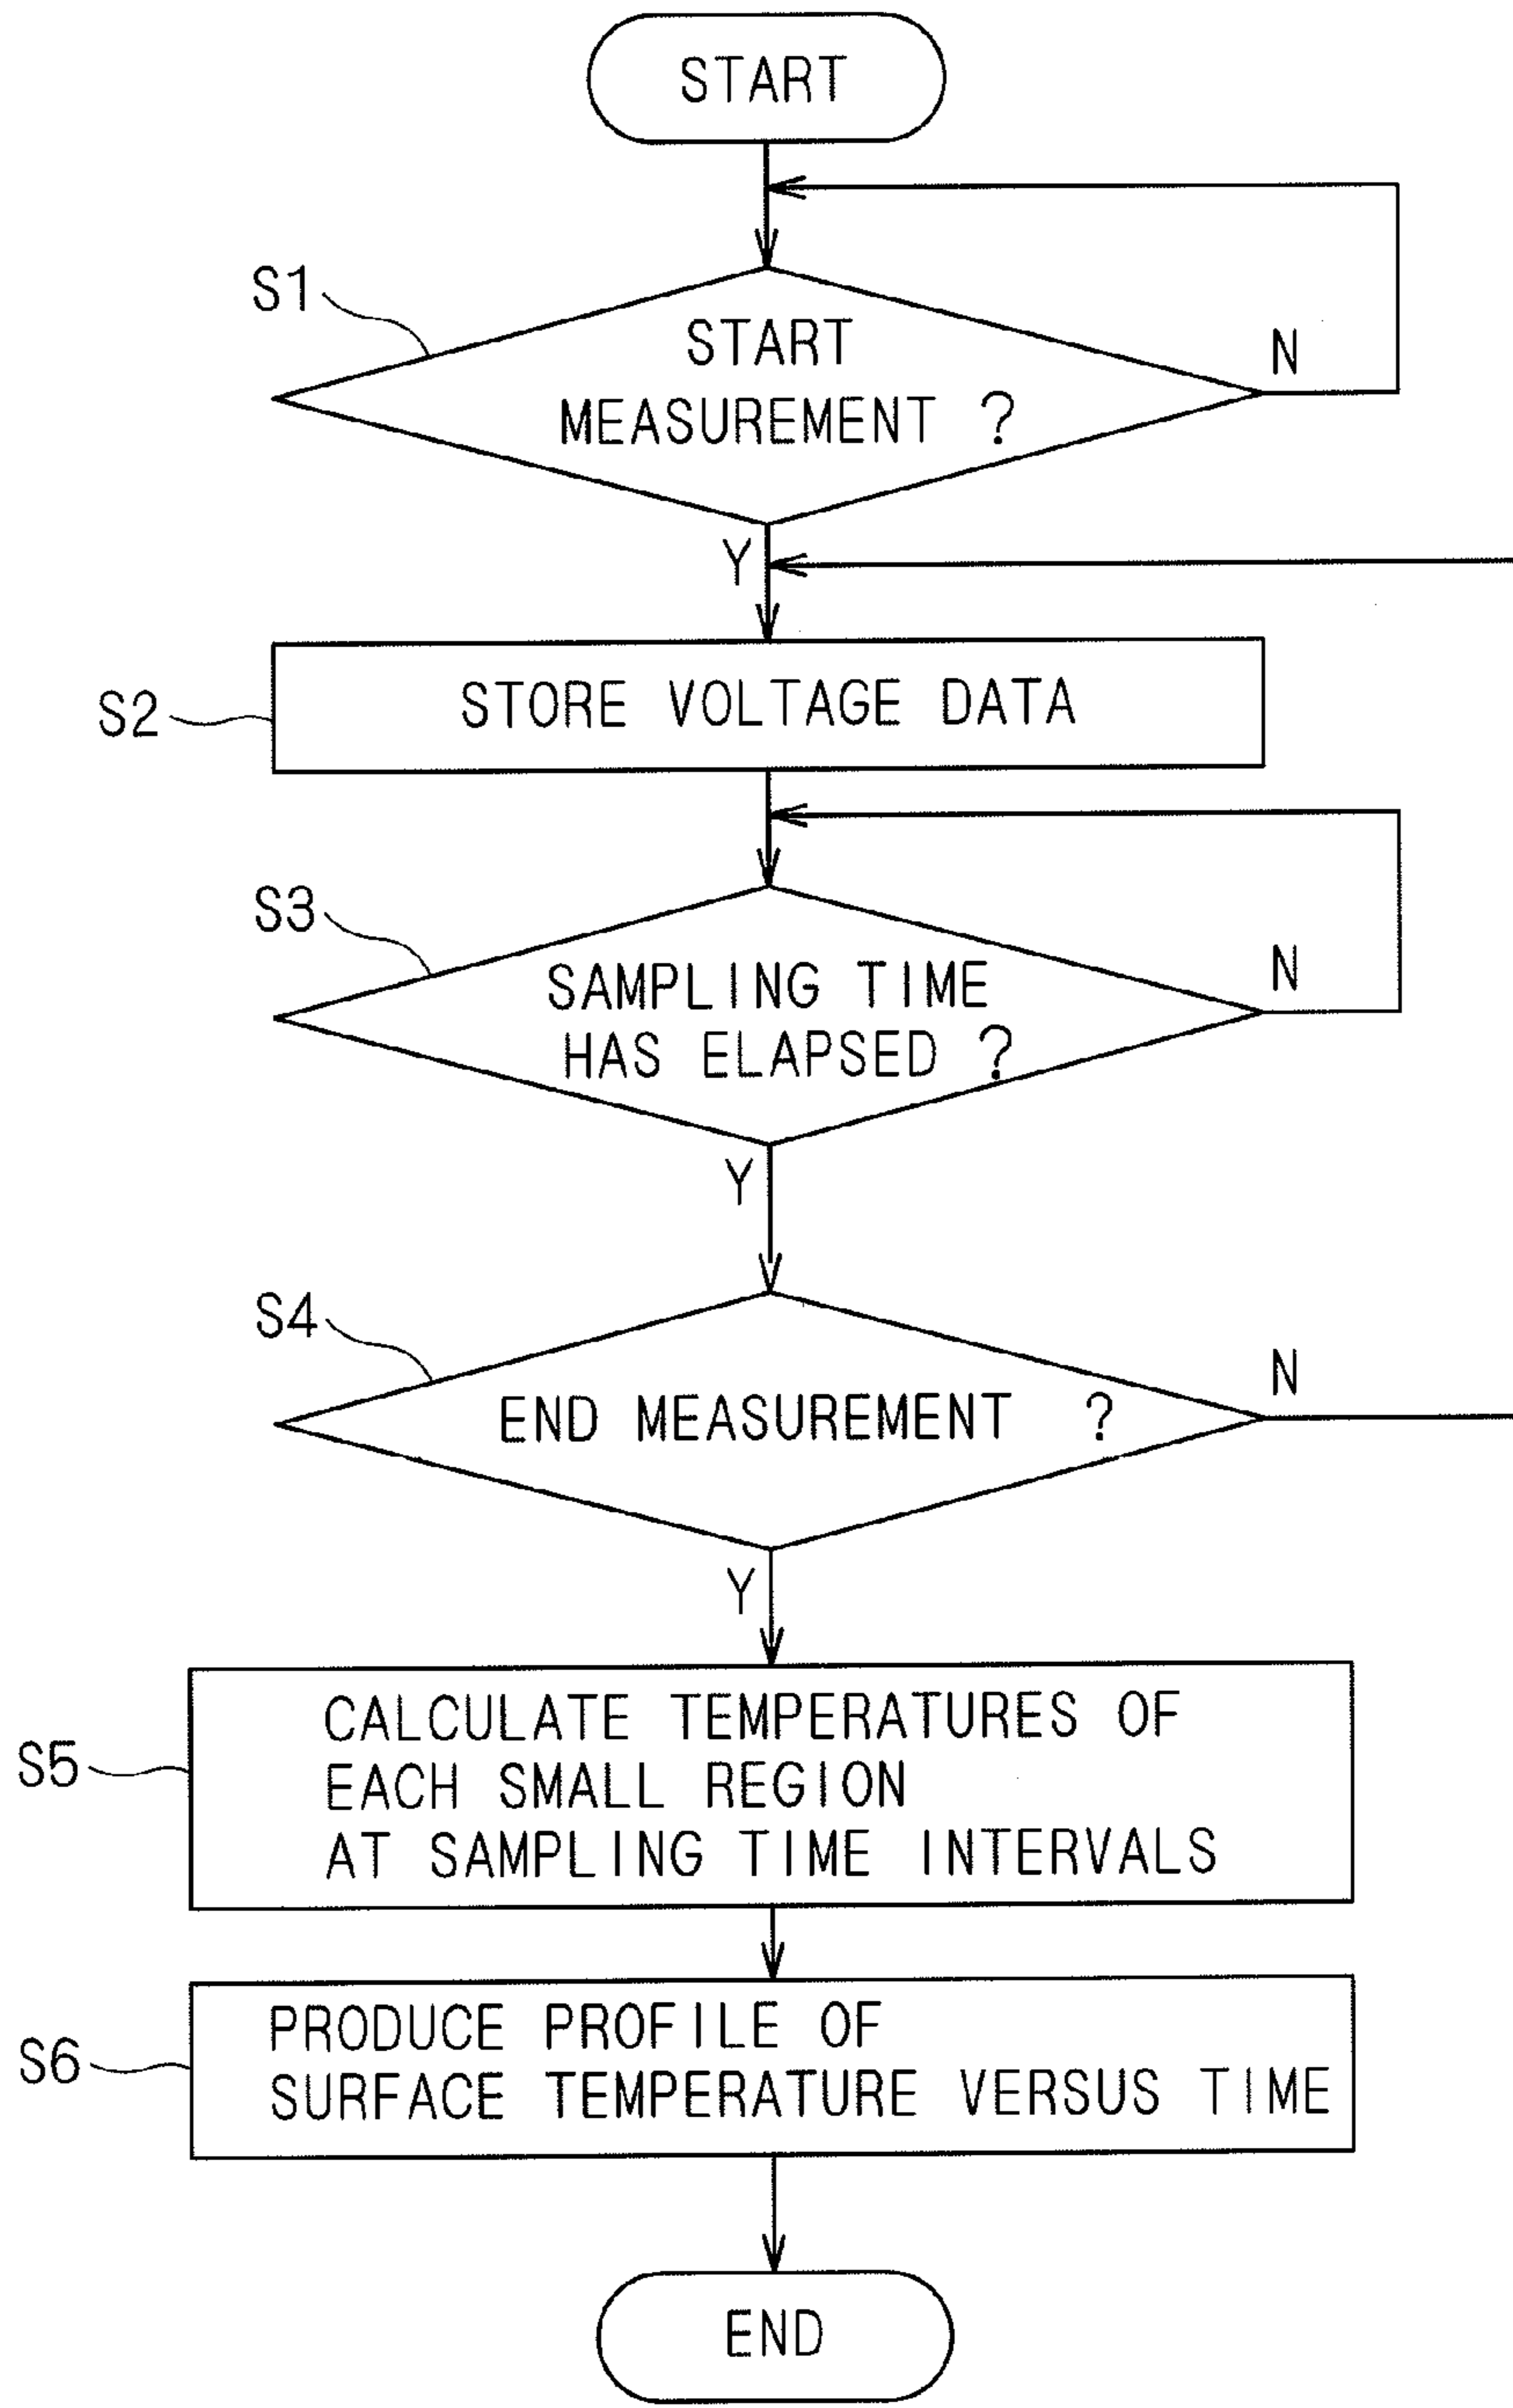 START
S1
START
MEASUREMENT ?
N
Y
S2
STORE VOLTAGE DATA
S3
SAMPLING TIME
HAS ELAPSED ?
N
Y
S4
END MEASUREMENT ?
N
Y
S5
CALCULATE TEMPERATURES OF
EACH SMALL REGION
AT SAMPLING TIME INTERVALS
S6
PRODUCE PROFILE OF
SURFACE TEMPERATURE VERSUS TIME
END